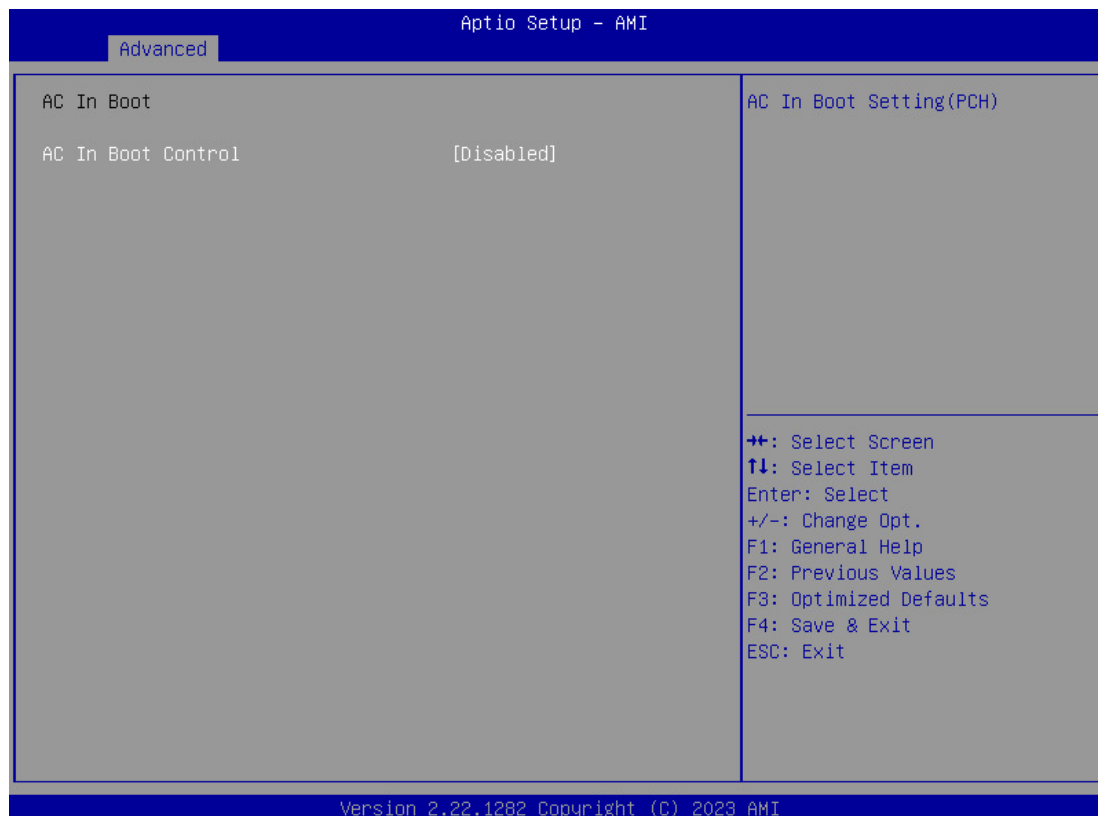 Aptio Setup – AMI
Advanced
AC In Boot
AC In Boot Control [Disabled]
AC In Boot Setting(PCH)
→←: Select Screen
↑↓: Select Item
Enter: Select
+/-: Change Opt.
F1: General Help
F2: Previous Values
F3: Optimized Defaults
F4: Save & Exit
ESC: Exit
Version 2.22.1282 Copyright (C) 2023 AMI